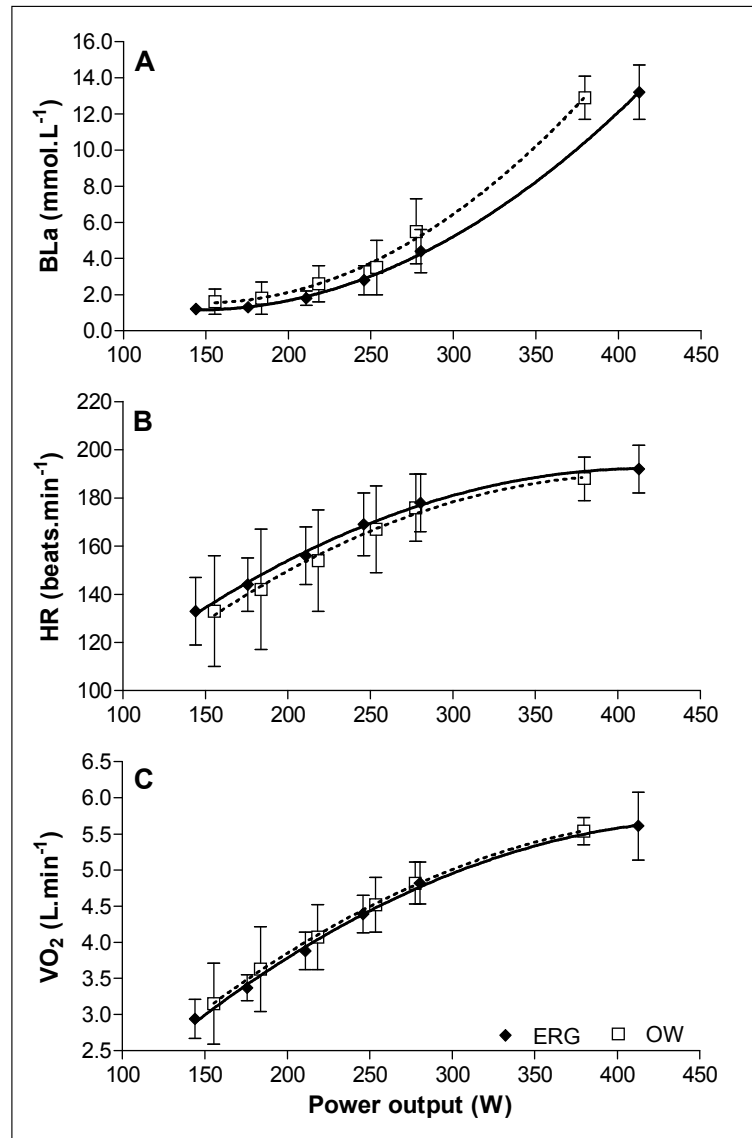 A
BLa (mmol.L⁻¹)
16.0
14.0
12.0
10.0
8.0
6.0
4.0
2.0
0.0
100 150 200 250 300 350 400 450
B
HR (beats.min⁻¹)
220
200
180
160
140
120
100
100 150 200 250 300 350 400 450
C
VO₂ (L.min⁻¹)
6.5
6.0
5.5
5.0
4.5
4.0
3.5
3.0
2.5
ERG OW
100 150 200 250 300 350 400 450
Power output (W)